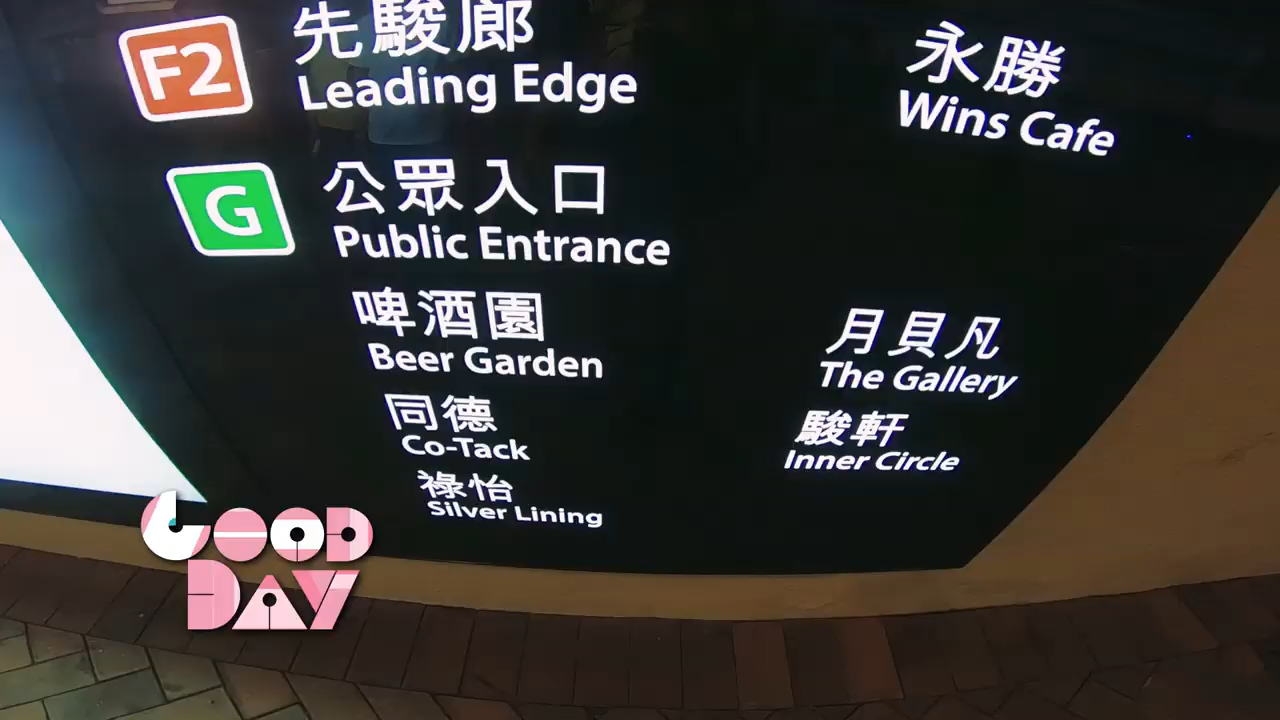 F2
先駿廊
Leading Edge
永勝
Wins Cafe
G
公眾入口
Public Entrance
啤酒園
Beer Garden
月貝凡
The Gallery
同德
Co-Tack
駿軒
Inner Circle
祿怡
Silver Lining
GOOD
DAY